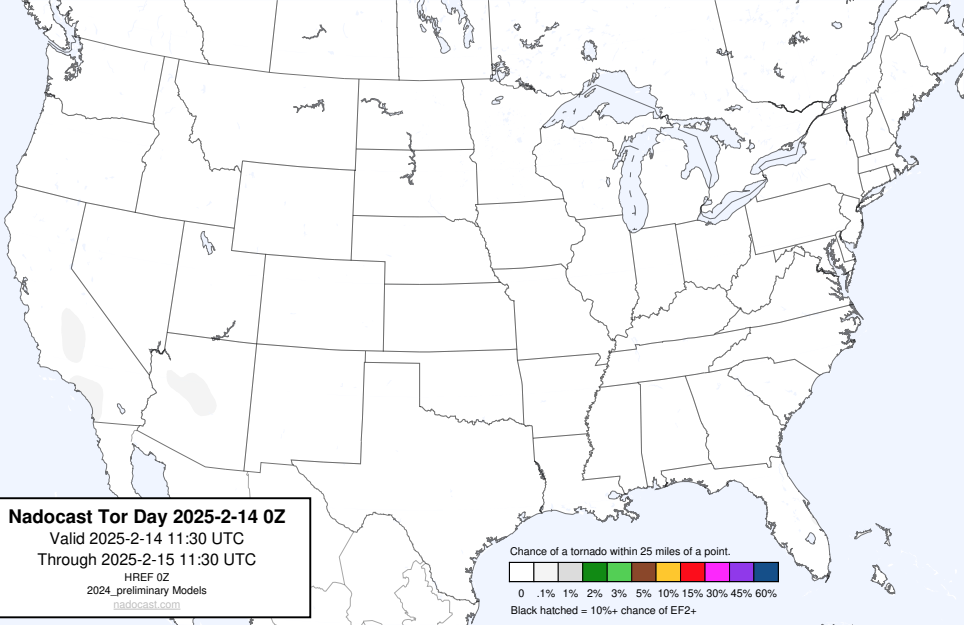 Nadocast Tor Day 2025-2-14 0Z
Valid 2025-2-14 11:30 UTC
Through 2025-2-15 11:30 UTC
HREF 0Z
2024_preliminary Models
nadocast.com
Chance of a tornado within 25 miles of a point.
0 .1% 1% 2% 3% 5% 10% 15% 30% 45% 60%
Black hatched = 10%+ chance of EF2+